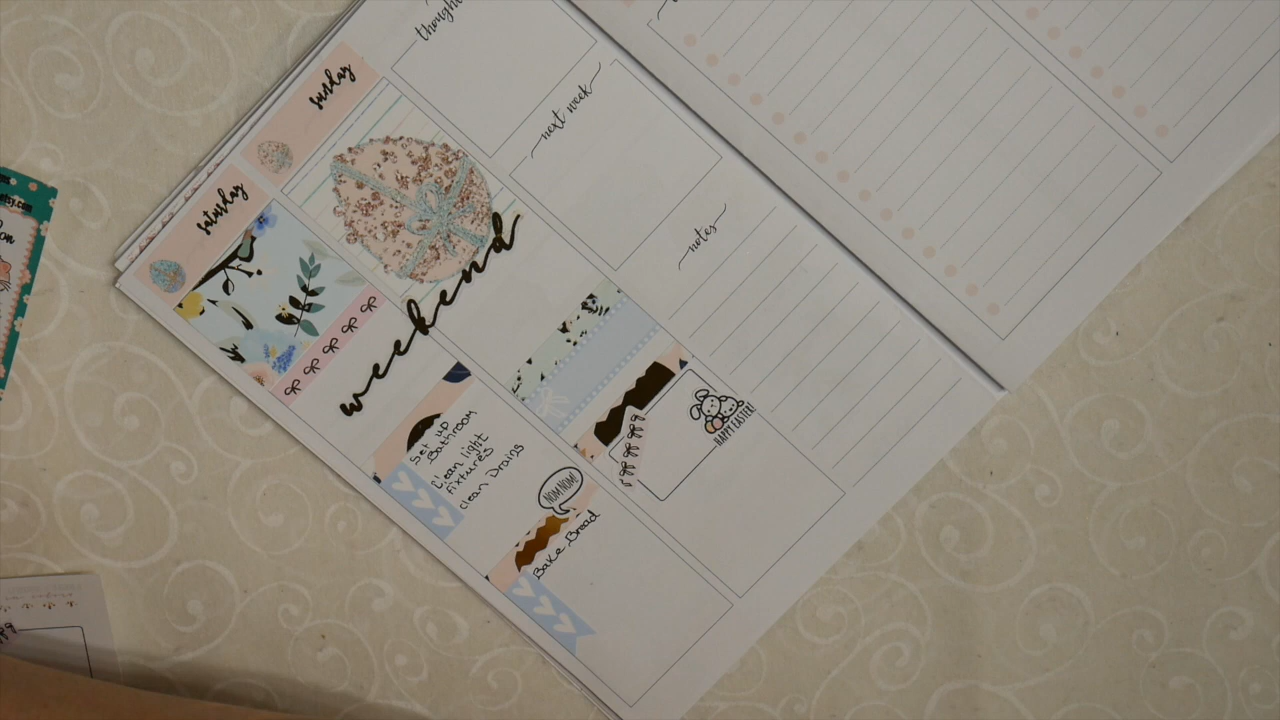 Saturday
Sunday
weekend
Set up
Bathroom
Clean light
fixtures
clean Drains
NOM NOM!
Bake Bread
next week
notes
HAPPY EASTER!